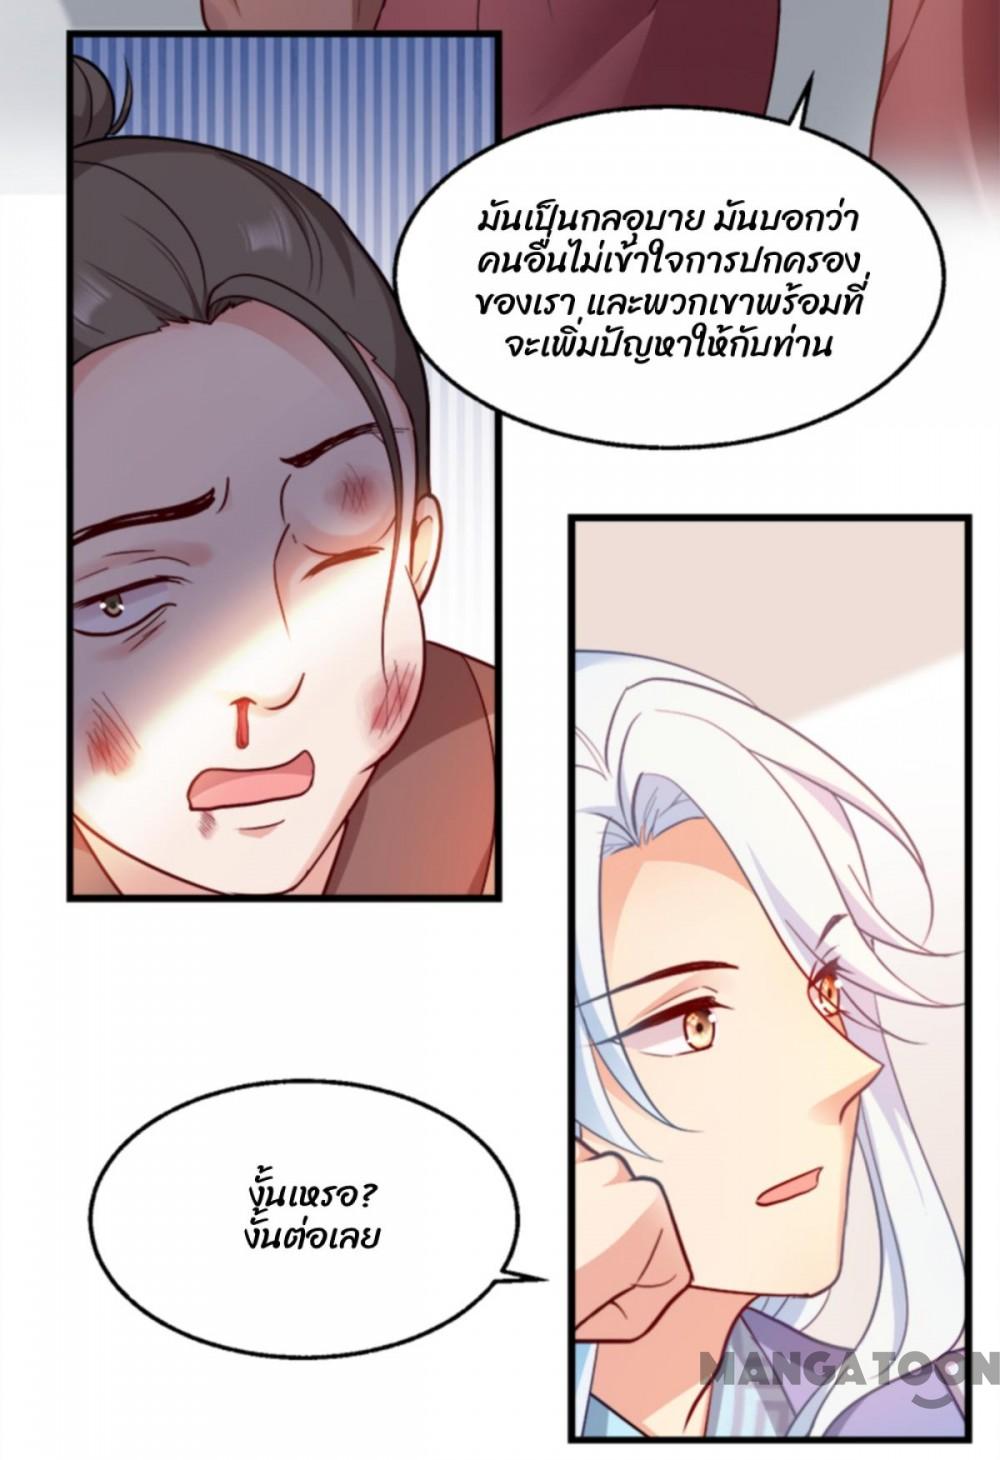 มันเป็นกลอุบาย มันบอกว่า
คนอื่นไม่เข้าใจการปกครอง
ของเรา และพวกเขาพร้อมที่
จะเพิ่มปัญหาให้กับท่าน
งั้นเหรอ?
งั้นต่อเลย
MANGATOON